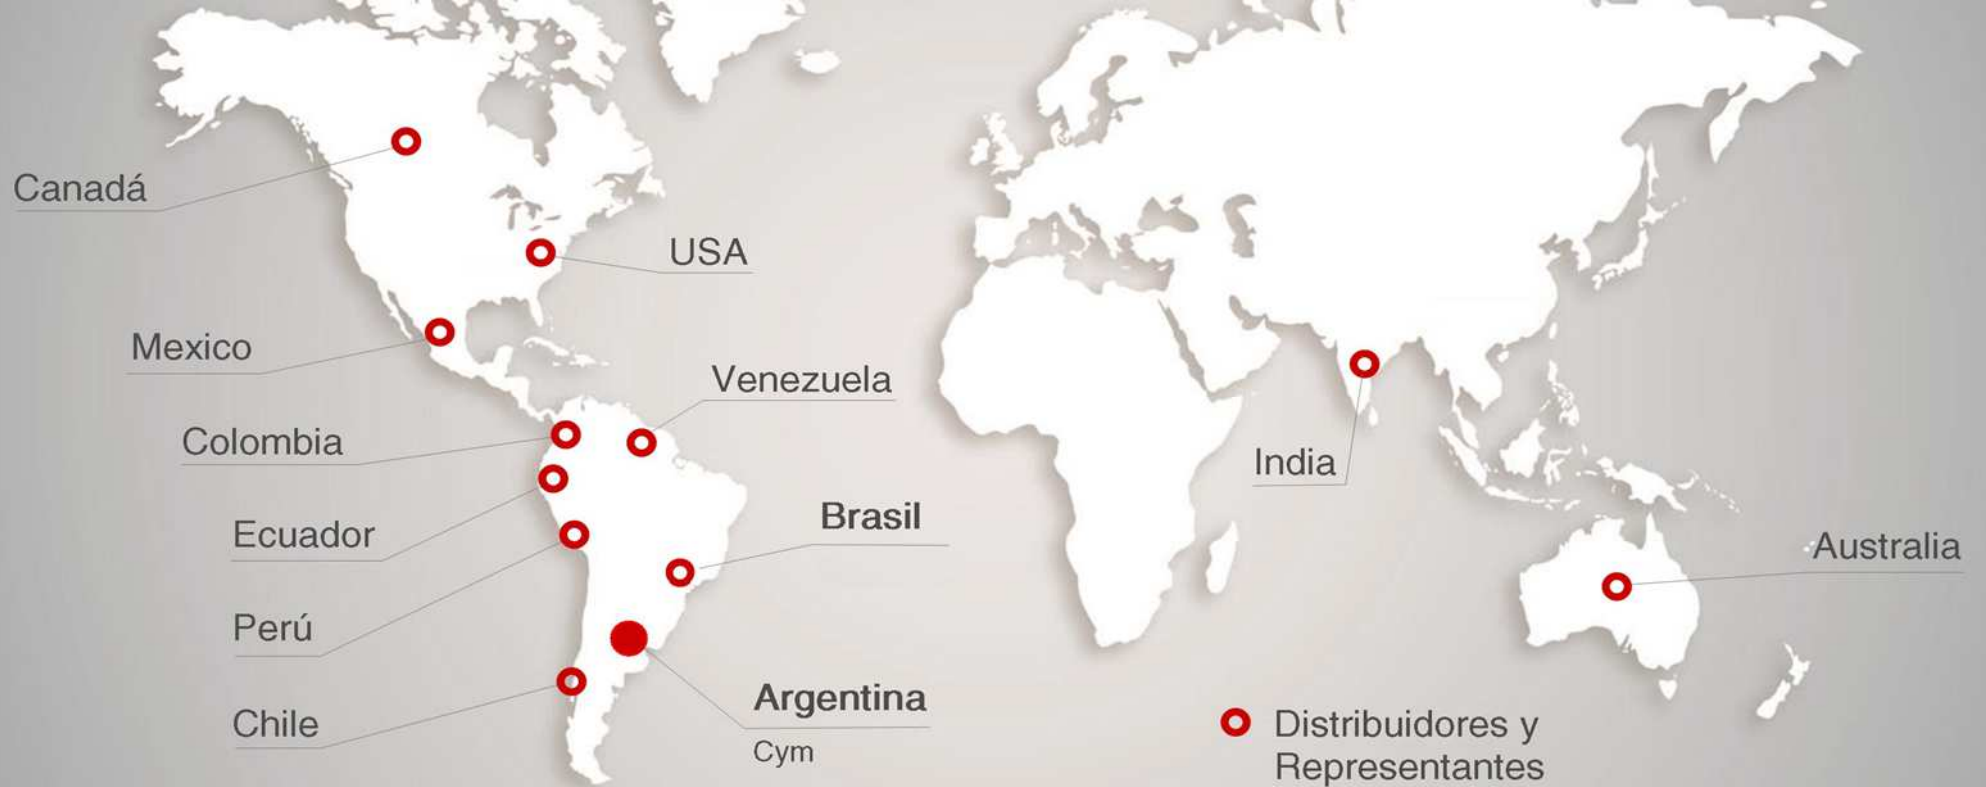 Canadá
USA
Mexico
Venezuela
Colombia
India
Brasil
Ecuador
Australia
Perú
Argentina
Cym
Chile
Distribuidores y
Representantes